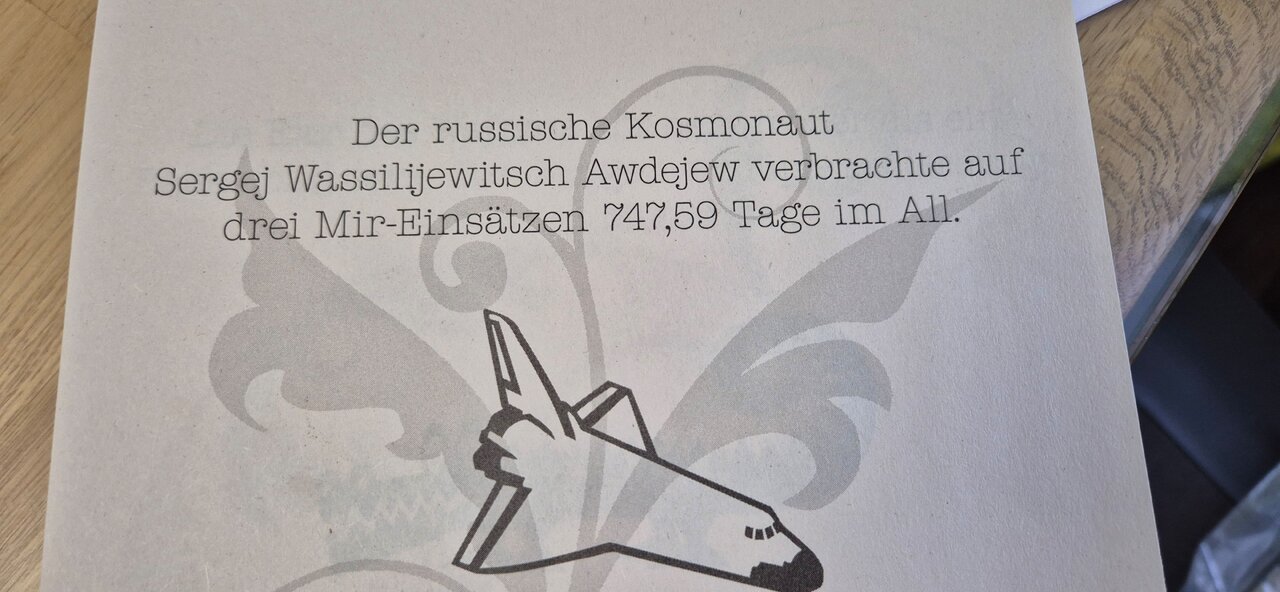 Der russische Kosmonaut
Sergej Wassilijewitsch Awdejew verbrachte auf
drei Mir-Einsätzen 747,59 Tage im All.